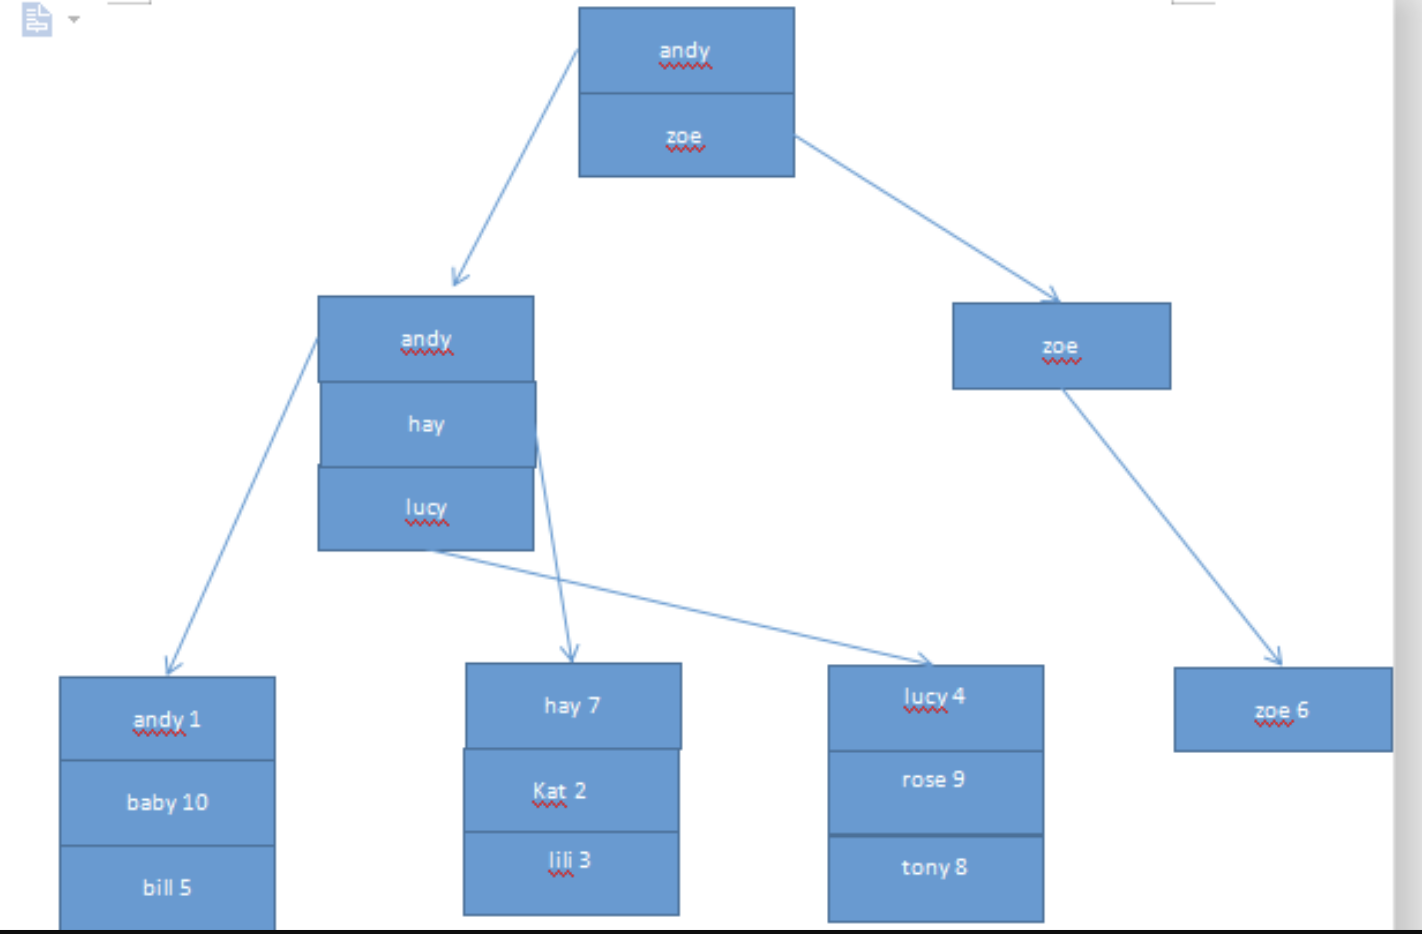 andy
zoe
andy
hay
lucy
zoe
andy 1
baby 10
bill 5
hay 7
Kat 2
lili 3
lucy 4
rose 9
tony 8
zoe 6